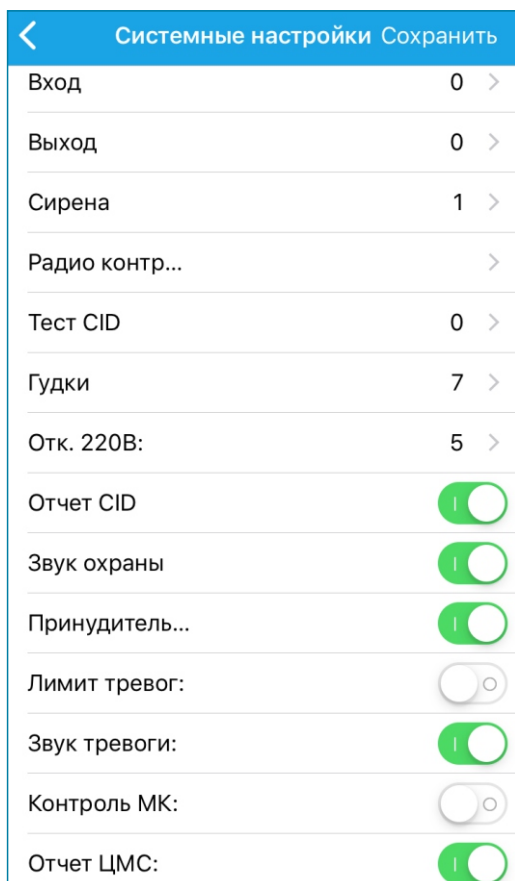 Системные настройки Сохранить
Вход 0
Выход 0
Сирена 1
Радио контр...
Тест CID 0
Гудки 7
Отк. 220В: 5
Отчет CID
Звук охраны
Принудитель...
Лимит тревог:
Звук тревоги:
Контроль МК:
Отчет ЦМС: